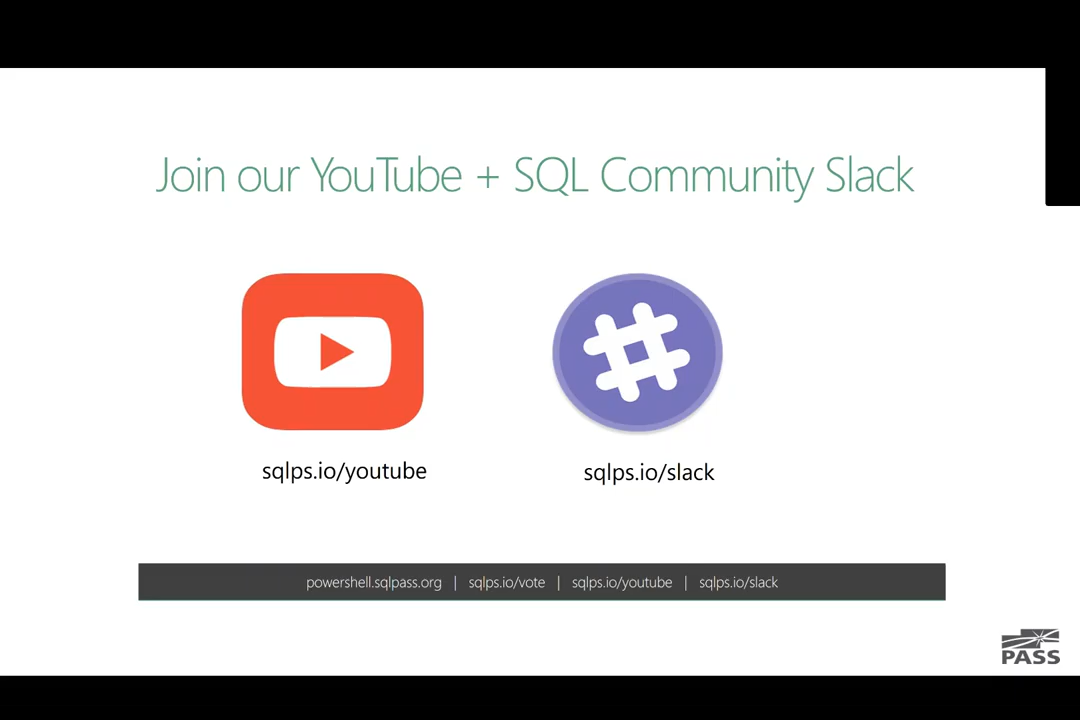 Join our YouTube + SQL Community Slack
sqlps.io/youtube
sqlps.io/slack
powershell.sqlpass.org | sqlps.io/vote | sqlps.io/youtube | sqlps.io/slack
PASS